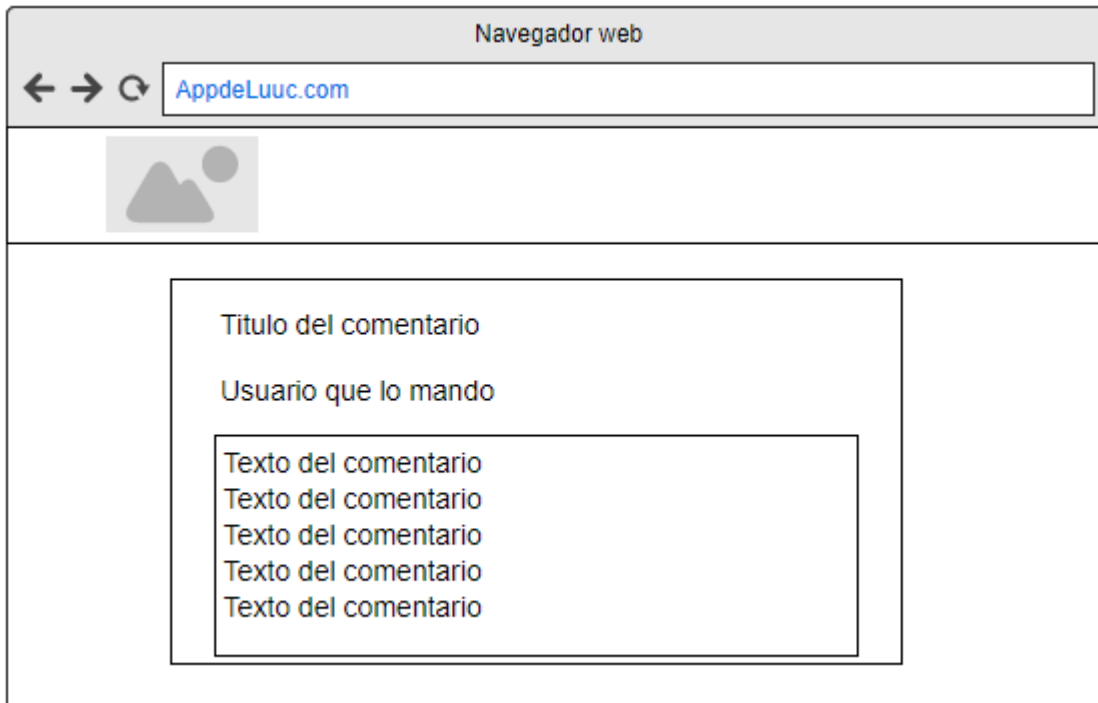 Navegador web
AppdeLuuc.com
Titulo del comentario
Usuario que lo mando
Texto del comentario
Texto del comentario
Texto del comentario
Texto del comentario
Texto del comentario